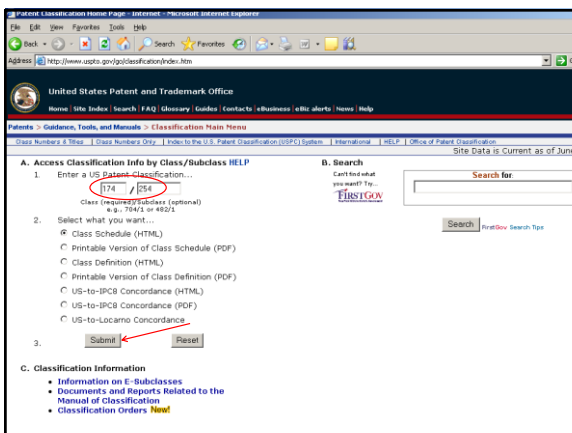 Patent Classification Home Page - Internet - Microsoft Internet Explorer
File Edit View Favorites Tools Help
Back Search Favorites
Address http://www.uspto.gov/go/classification/index.htm
United States Patent and Trademark Office
Home | Site Index | Search | FAQ | Glossary | Guides | Contacts | eBusiness | eBiz alerts | News | Help
Patents > Guidance, Tools, and Manuals > Classification Main Menu
Class Numbers & Titles | Class Numbers Only | Index to the U.S. Patent Classification (USPC) System | International | HELP | Office of Patent Classification
Site Data is Current as of June
A. Access Classification Info by Class/Subclass HELP
1. Enter a US Patent Classification...
174 / 254
Class (required)/Subclass (optional)
e.g., 704/1 or 482/1
2. Select what you want...
Class Schedule (HTML)
Printable Version of Class Schedule (PDF)
Class Definition (HTML)
Printable Version of Class Definition (PDF)
US-to-IPC8 Concordance (HTML)
US-to-IPC8 Concordance (PDF)
US-to-Locarno Concordance
3. Submit Reset
B. Search
Can't find what
you want? Try...
FIRSTGOV
Search for:
Search FirstGov Search Tips
C. Classification Information
• Information on E-Subclasses
• Documents and Reports Related to the
Manual of Classification
• Classification Orders New!